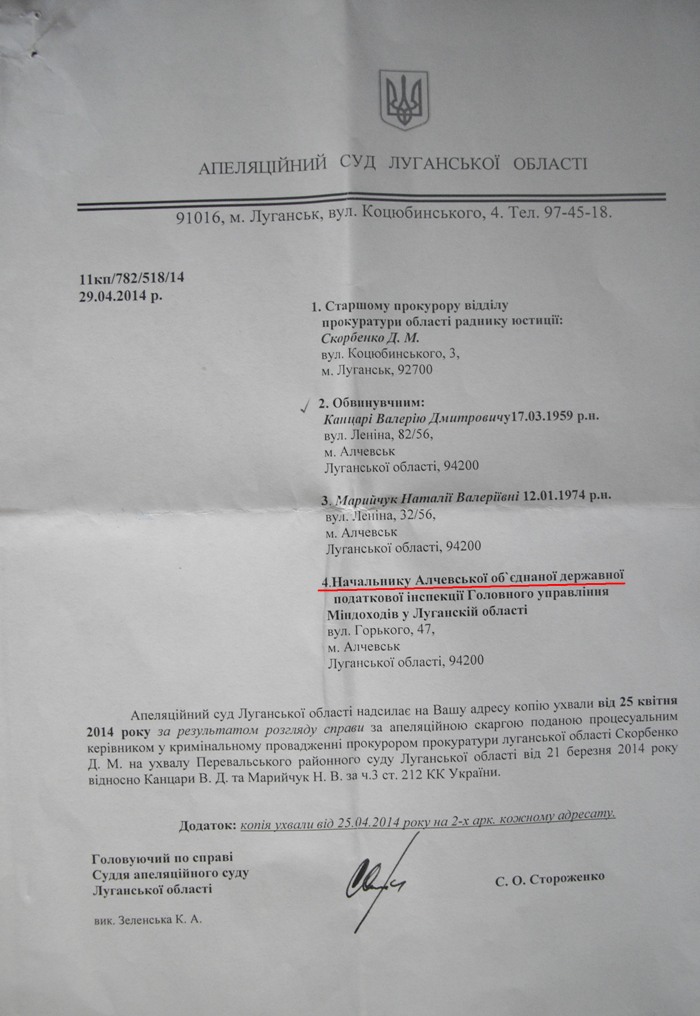 АПЕЛЯЦІЙНИЙ СУД ЛУГАНСЬКОЇ ОБЛАСТІ
91016, м. Луганськ, вул. Коцюбинського, 4. Тел. 97-45-18.
11кп/782/518/14
29.04.2014 р.
1. Старшому прокурору відділу
прокуратури області раднику юстиції:
Скорбенко Д. М.
вул. Коцюбинського, 3,
м. Луганськ, 92700
2. Обвинувчним:
Канцарі Валерію Дмитровичу17.03.1959 р.н.
вул. Леніна, 82/56,
м. Алчевськ
Луганської області, 94200
3. Марийчук Наталії Валеріївні 12.01.1974 р.н.
вул. Леніна, 32/56,
м. Алчевськ
Луганської області, 94200
4.Начальнику Алчевської об`єднаної державної
податкової інспекції Головного управління
Міндоходів у Луганскій області
вул. Горького, 47,
м. Алчевськ
Луганської області, 94200
Апеляційний суд Луганської області надсилає на Вашу адресу копію ухвали від 25 квітня
2014 року за результатом розгляду справи за апеляційною скаргою поданою процесуальним
керівником у кримінальному провадженні прокурором прокуратури луганської області Скорбенко
Д. М. на ухвалу Перевальського районного суду Луганської області від 21 березня 2014 року
відносно Канцари В. Д. та Марийчук Н. В. за ч.3 ст. 212 КК України.
Додаток: копія ухвали від 25.04.2014 року на 2-х арк. кожному адресату.
Головуючий по справі
Суддя апеляційного суду
Луганської області
С. О. Стороженко
вик. Зеленська К. А.